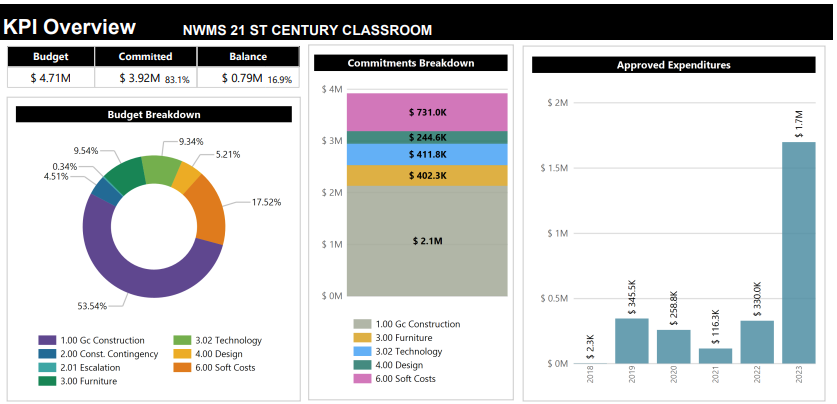 KPI Overview
NWMS 21 ST CENTURY CLASSROOM
Budget Committed Balance
$ 4.71M $ 3.92M 83.1% $ 0.79M 16.9%
Budget Breakdown
9.34%
9.54%
5.21%
0.34%
4.51%
17.52%
53.54%
1.00 Gc Construction
2.00 Const. Contingency
2.01 Escalation
3.00 Furniture
3.02 Technology
4.00 Design
6.00 Soft Costs
Commitments Breakdown
$ 4M
$ 3M
$ 2M
$ 1M
$ 0M
$ 731.0K
$ 244.6K
$ 411.8K
$ 402.3K
$ 2.1M
1.00 Gc Construction
3.00 Furniture
3.02 Technology
4.00 Design
6.00 Soft Costs
Approved Expenditures
$ 2M
$ 1.5M
$ 1M
$ 0.5M
$ 0M
$ 2.3K
$ 345.5K
$ 258.8K
$ 116.3K
$ 330.0K
$ 1.7M
2018
2019
2020
2021
2022
2023